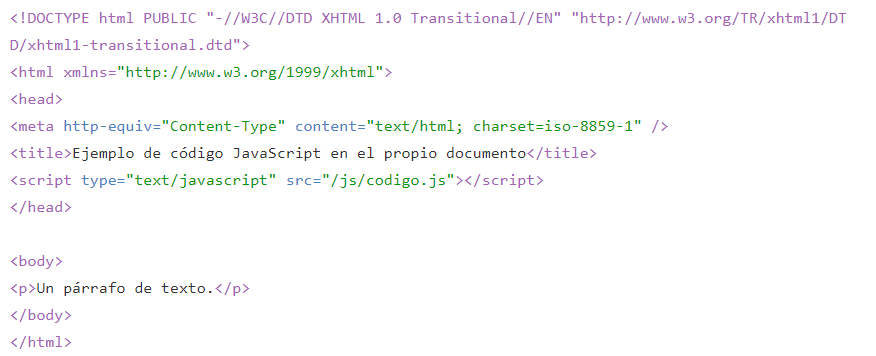 <!DOCTYPE html PUBLIC "-//W3C//DTD XHTML 1.0 Transitional//EN" "http://www.w3.org/TR/xhtml1/DT
D/xhtml1-transitional.dtd">
<html xmlns="http://www.w3.org/1999/xhtml">
<head>
<meta http-equiv="Content-Type" content="text/html; charset=iso-8859-1" />
<title>Ejemplo de código JavaScript en el propio documento</title>
<script type="text/javascript" src="/js/codigo.js"></script>
</head>

<body>
<p>Un párrafo de texto.</p>
</body>
</html>